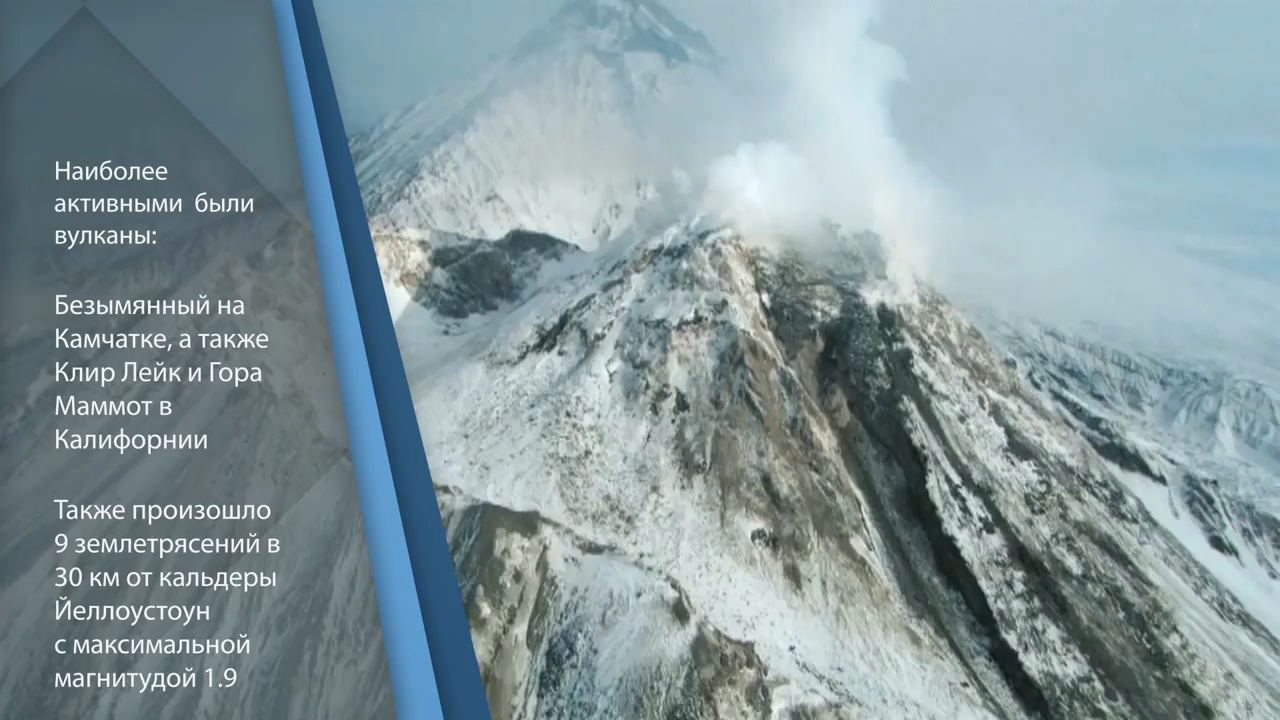 Наиболее
активными были
вулканы:
Безымянный на
Камчатке, а также
Клир Лейк и Гора
Маммот в
Калифорнии
Также произошло
9 землетрясений в
30 км от кальдеры
Йеллоустоун
с максимальной
магнитудой 1.9